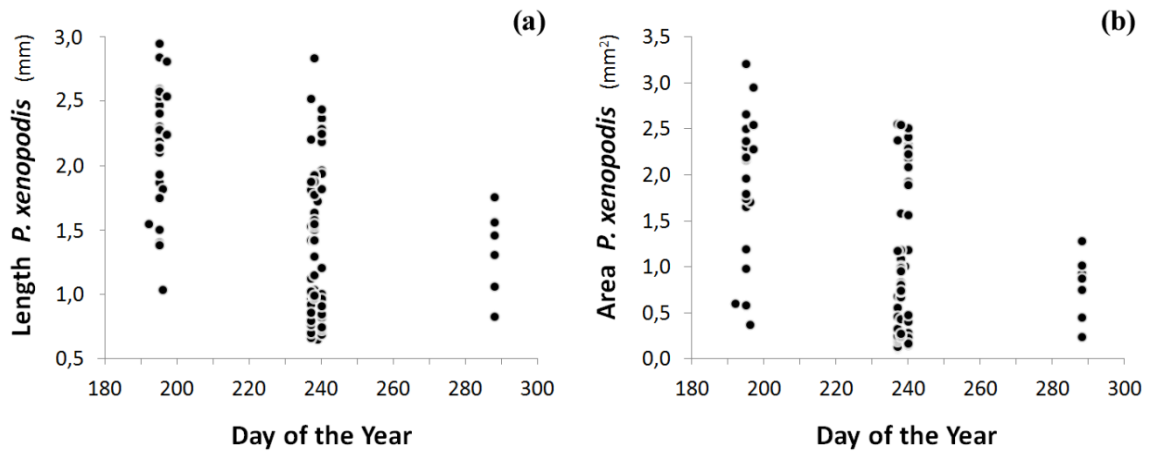 (a)
Length P. xenopodis (mm)
3,0
2,5
2,0
1,5
1,0
0,5
180 200 220 240 260 280 300
Day of the Year
(b)
Area P. xenopodis (mm²)
3,5
3,0
2,5
2,0
1,5
1,0
0,5
0,0
180 200 220 240 260 280 300
Day of the Year